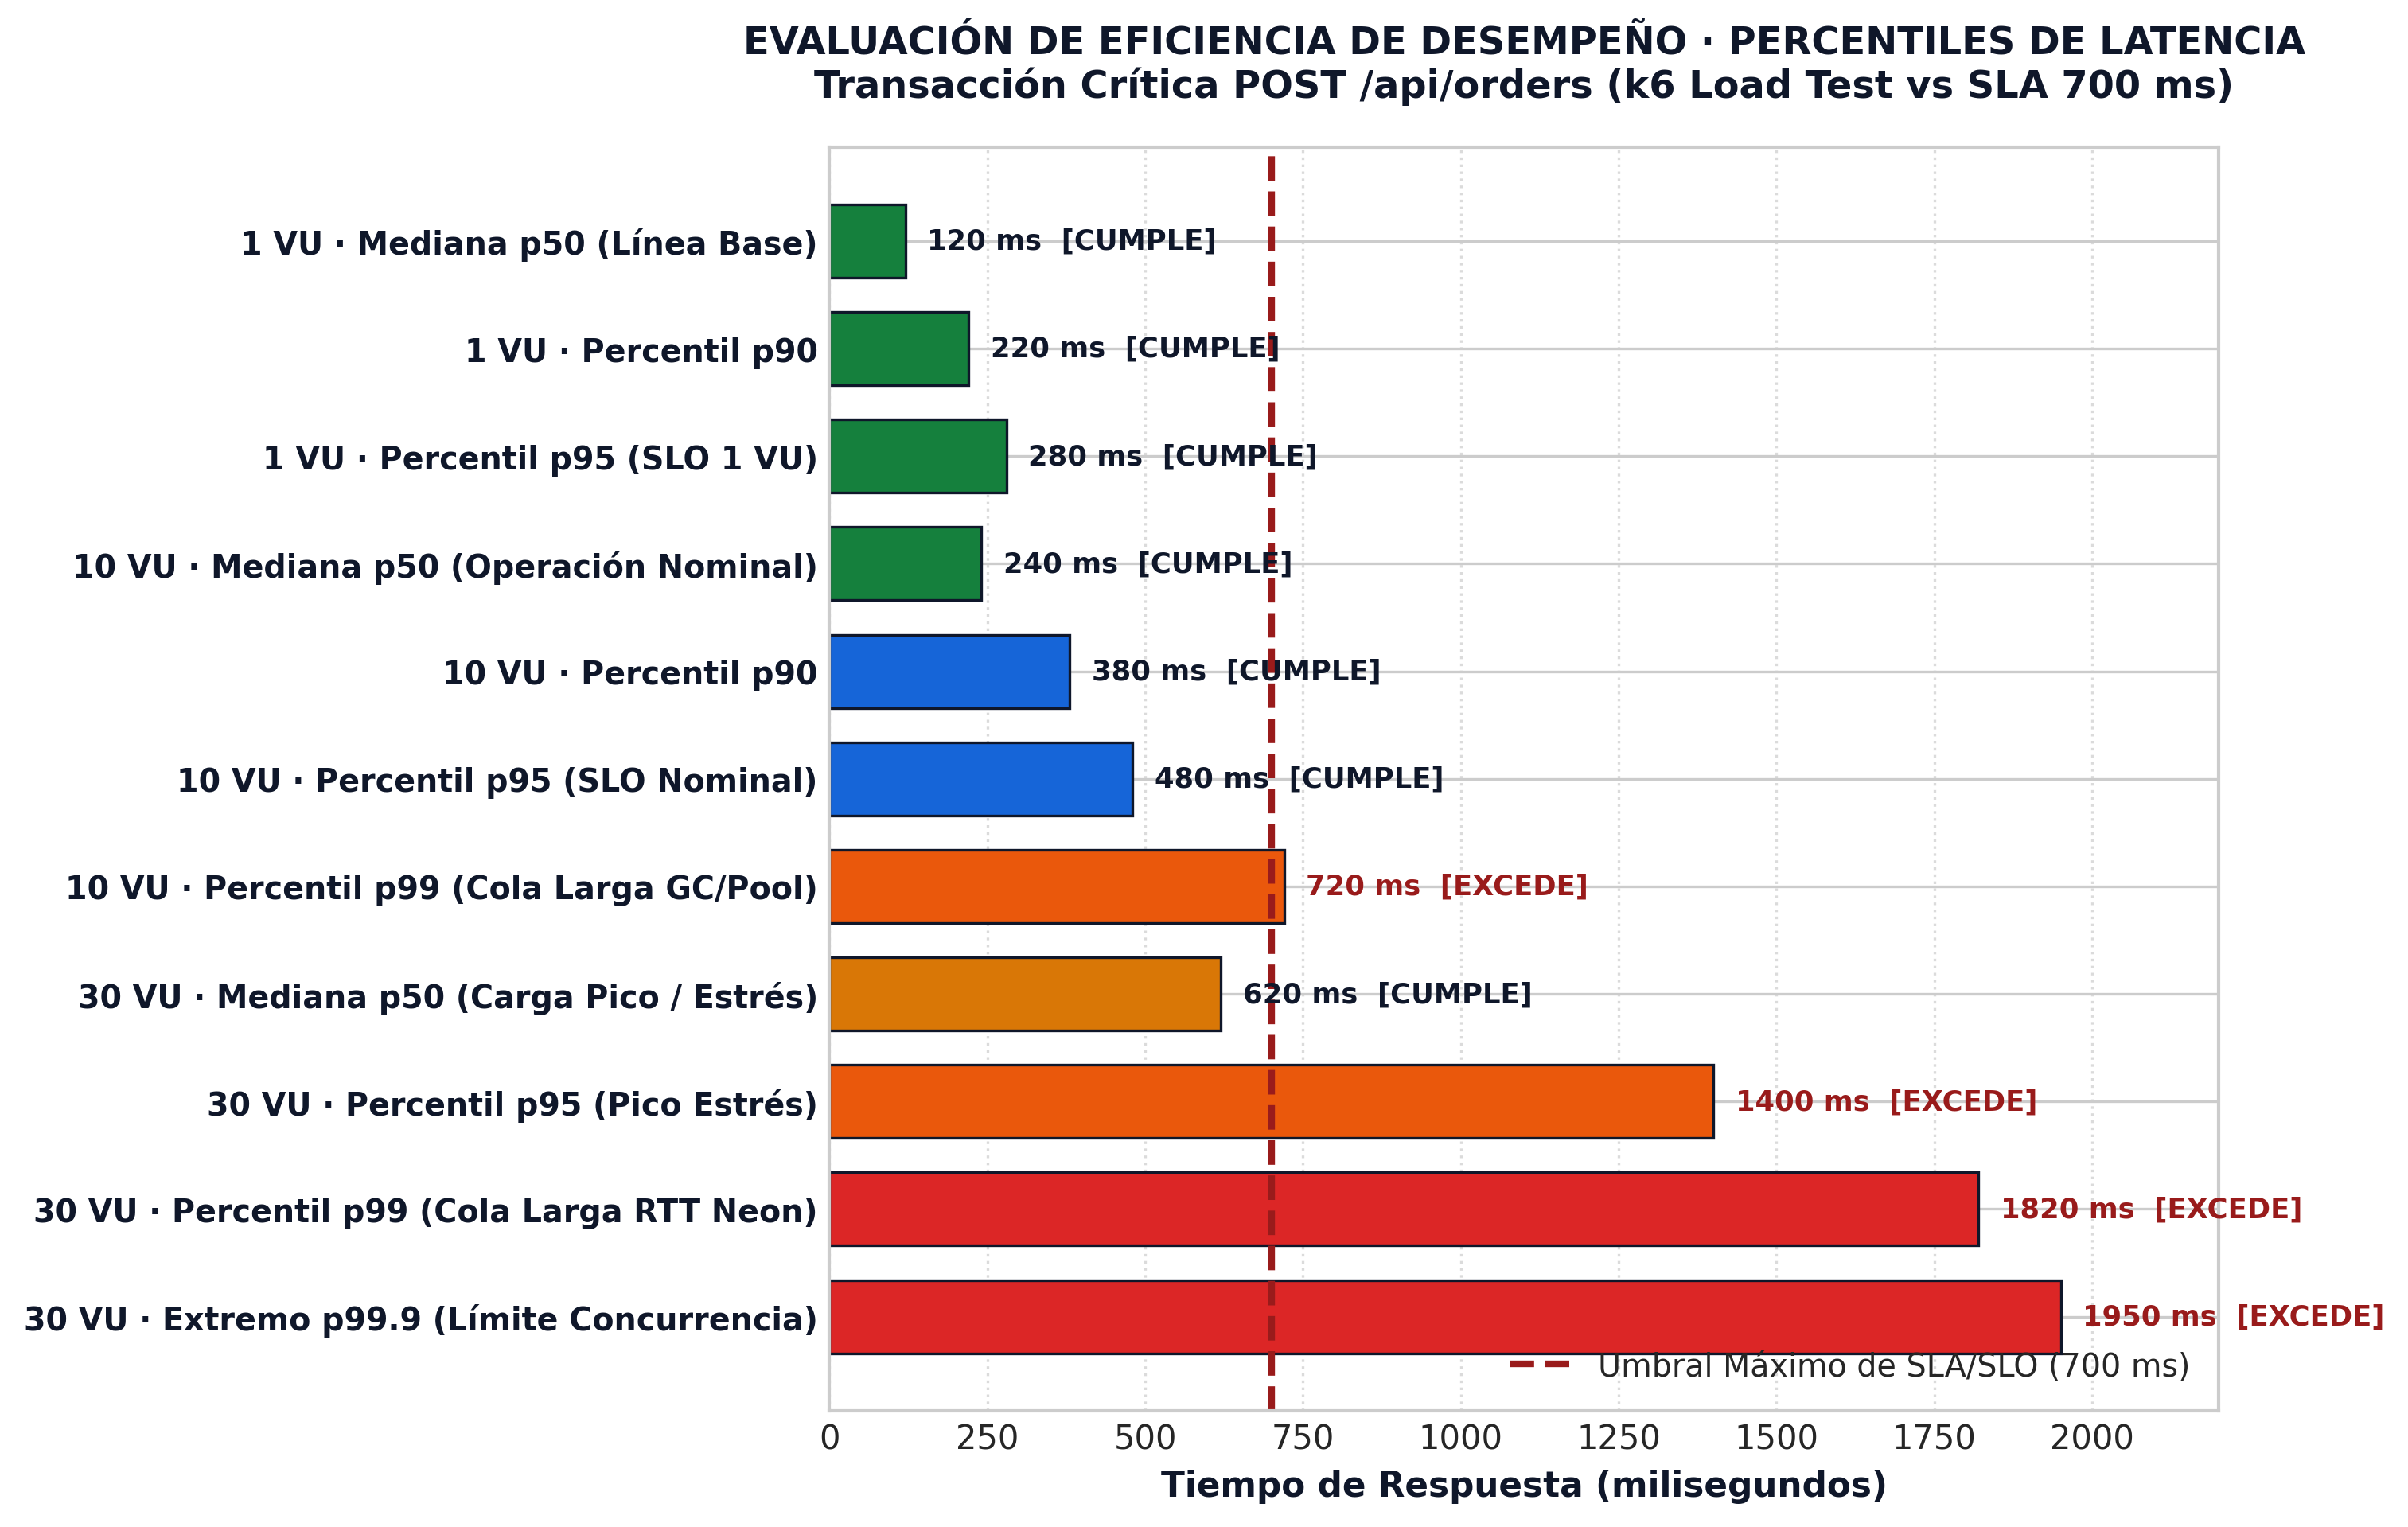 EVALUACIÓN DE EFICIENCIA DE DESEMPEÑO · PERCENTILES DE LATENCIA
Transacción Crítica POST /api/orders (k6 Load Test vs SLA 700 ms)
1 VU · Mediana p50 (Línea Base) 120 ms [CUMPLE]
1 VU · Percentil p90 220 ms [CUMPLE]
1 VU · Percentil p95 (SLO 1 VU) 280 ms [CUMPLE]
10 VU · Mediana p50 (Operación Nominal) 240 ms [CUMPLE]
10 VU · Percentil p90 380 ms [CUMPLE]
10 VU · Percentil p95 (SLO Nominal) 480 ms [CUMPLE]
10 VU · Percentil p99 (Cola Larga GC/Pool) 720 ms [EXCEDE]
30 VU · Mediana p50 (Carga Pico / Estrés) 620 ms [CUMPLE]
30 VU · Percentil p95 (Pico Estrés) 1400 ms [EXCEDE]
30 VU · Percentil p99 (Cola Larga RTT Neon) 1820 ms [EXCEDE]
30 VU · Extremo p99.9 (Límite Concurrencia) 1950 ms [EXCEDE]
Umbral Máximo de SLA/SLO (700 ms)
0 250 500 750 1000 1250 1500 1750 2000
Tiempo de Respuesta (milisegundos)